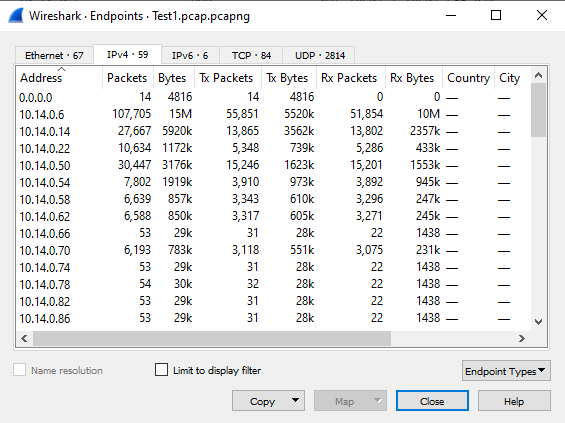 Wireshark · Endpoints · Test1.pcap.pcapng
Ethernet · 67 IPv4 · 59 IPv6 · 6 TCP · 84 UDP · 2814
Address Packets Bytes Tx Packets Tx Bytes Rx Packets Rx Bytes Country City
0.0.0.0 14 4816 14 4816 0 0 — —
10.14.0.6 107,705 15M 55,851 5520k 51,854 10M — —
10.14.0.14 27,667 5920k 13,865 3562k 13,802 2357k — —
10.14.0.22 10,634 1172k 5,348 739k 5,286 433k — —
10.14.0.50 30,447 3176k 15,246 1623k 15,201 1553k — —
10.14.0.54 7,802 1919k 3,910 973k 3,892 945k — —
10.14.0.58 6,639 857k 3,343 610k 3,296 247k — —
10.14.0.62 6,588 850k 3,317 605k 3,271 245k — —
10.14.0.66 53 29k 31 28k 22 1438 — —
10.14.0.70 6,193 783k 3,118 551k 3,075 231k — —
10.14.0.74 53 29k 31 28k 22 1438 — —
10.14.0.78 54 30k 32 28k 22 1438 — —
10.14.0.82 53 29k 31 28k 22 1438 — —
10.14.0.86 53 29k 31 28k 22 1438 — —
Name resolution Limit to display filter Endpoint Types
Copy Map Close Help